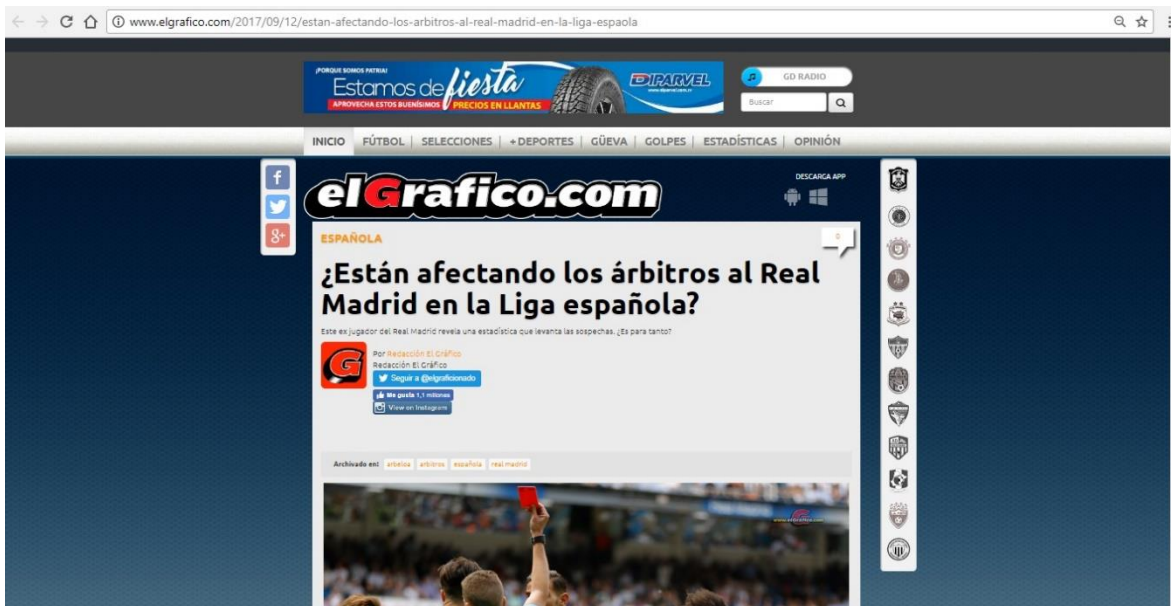 www.elgrafico.com/2017/09/12/estan-afectando-los-arbitros-al-real-madrid-en-la-liga-espaola
¡PORQUE SOMOS PATRIA!
Estamos de fiesta
APROVECHA ESTOS BUENÍSIMOS PRECIOS EN LLANTAS
DIPARVEL
GD RADIO
Buscar
INICIO FÚTBOL | SELECCIONES | +DEPORTES | GÜEVA | GOLPES | ESTADÍSTICAS | OPINIÓN
elGrafico.com
DESCARGA APP
ESPAÑOLA
0
¿Están afectando los árbitros al Real
Madrid en la Liga española?
Este ex jugador del Real Madrid revela una estadística que levanta las sospechas. ¿Es para tanto?
Por Redacción El Gráfico
Redacción El Gráfico
Seguir a @elgraficionado
Me gusta 1,1 millones
View on Instagram
Archivado en: arbeloa arbitros española real madrid
www.elgrafico.com